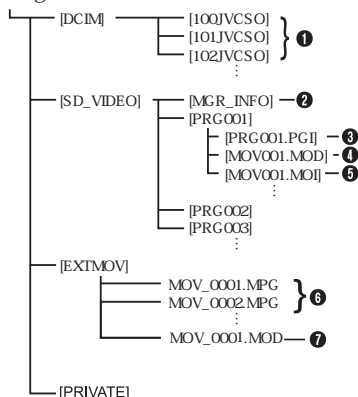 [DCIM]
[100JVCSO]
[101JVCSO]
[102JVCSO]
1
[SD_VIDEO]
[MGR_INFO]
2
[PRG001]
[PRG001.PGI]
3
[MOV001.MOD]
4
[MOV001.MOI]
5
[PRG002]
[PRG003]
[EXTMOV]
MOV_0001.MPG
MOV_0002.MPG
6
MOV_0001.MOD
7
[PRIVATE]